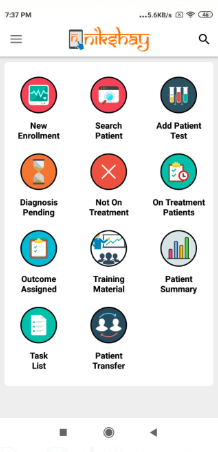 7:37 PM
...5.6KB/s
46
nikshay
New
Enrollment
Search
Patient
Add Patient
Test
Diagnosis
Pending
Not On
Treatment
On Treatment
Patients
Outcome
Assigned
Training
Material
Patient
Summary
Task
List
Patient
Transfer